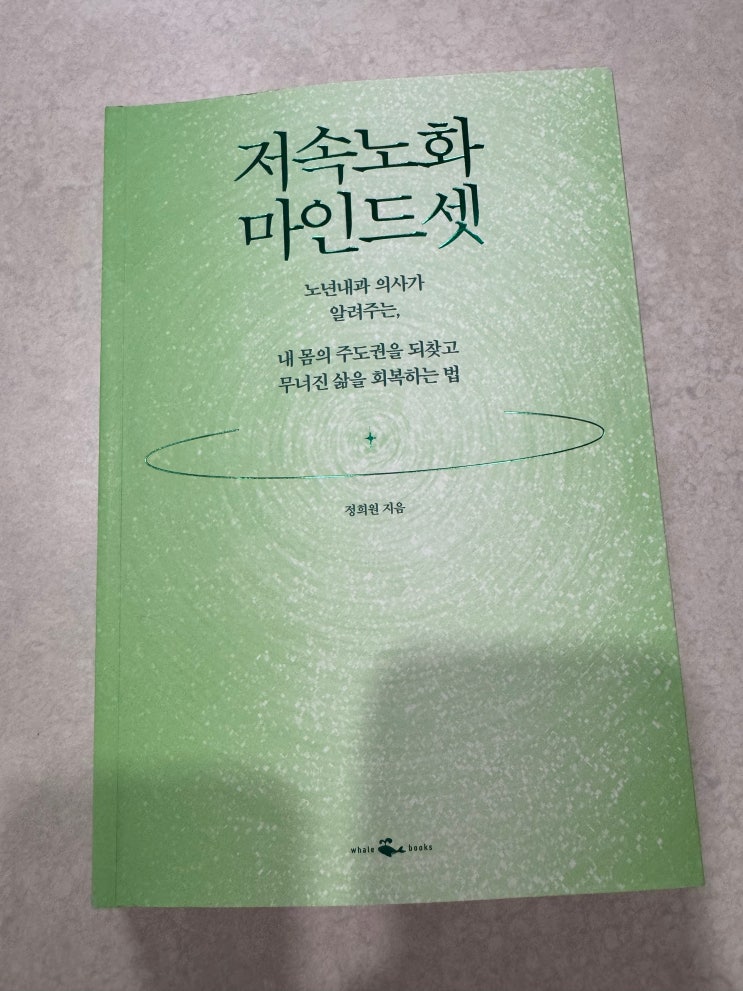 저속노화
마인드셋
노년내과 의사가
알려주는,
내 몸의 주도권을 되찾고
무너진 삶을 회복하는 법
정희원 지음
whale books